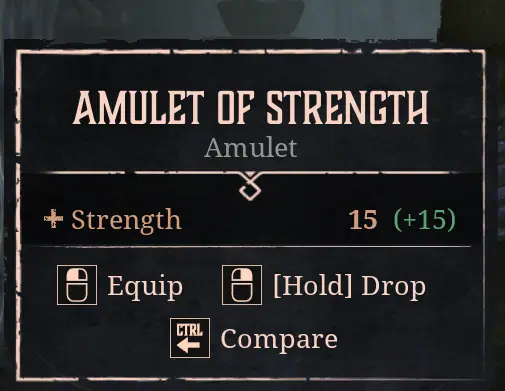 AMULET OF STRENGTH
Amulet
Strength 15 (+15)
Equip [Hold] Drop
CTRL Compare